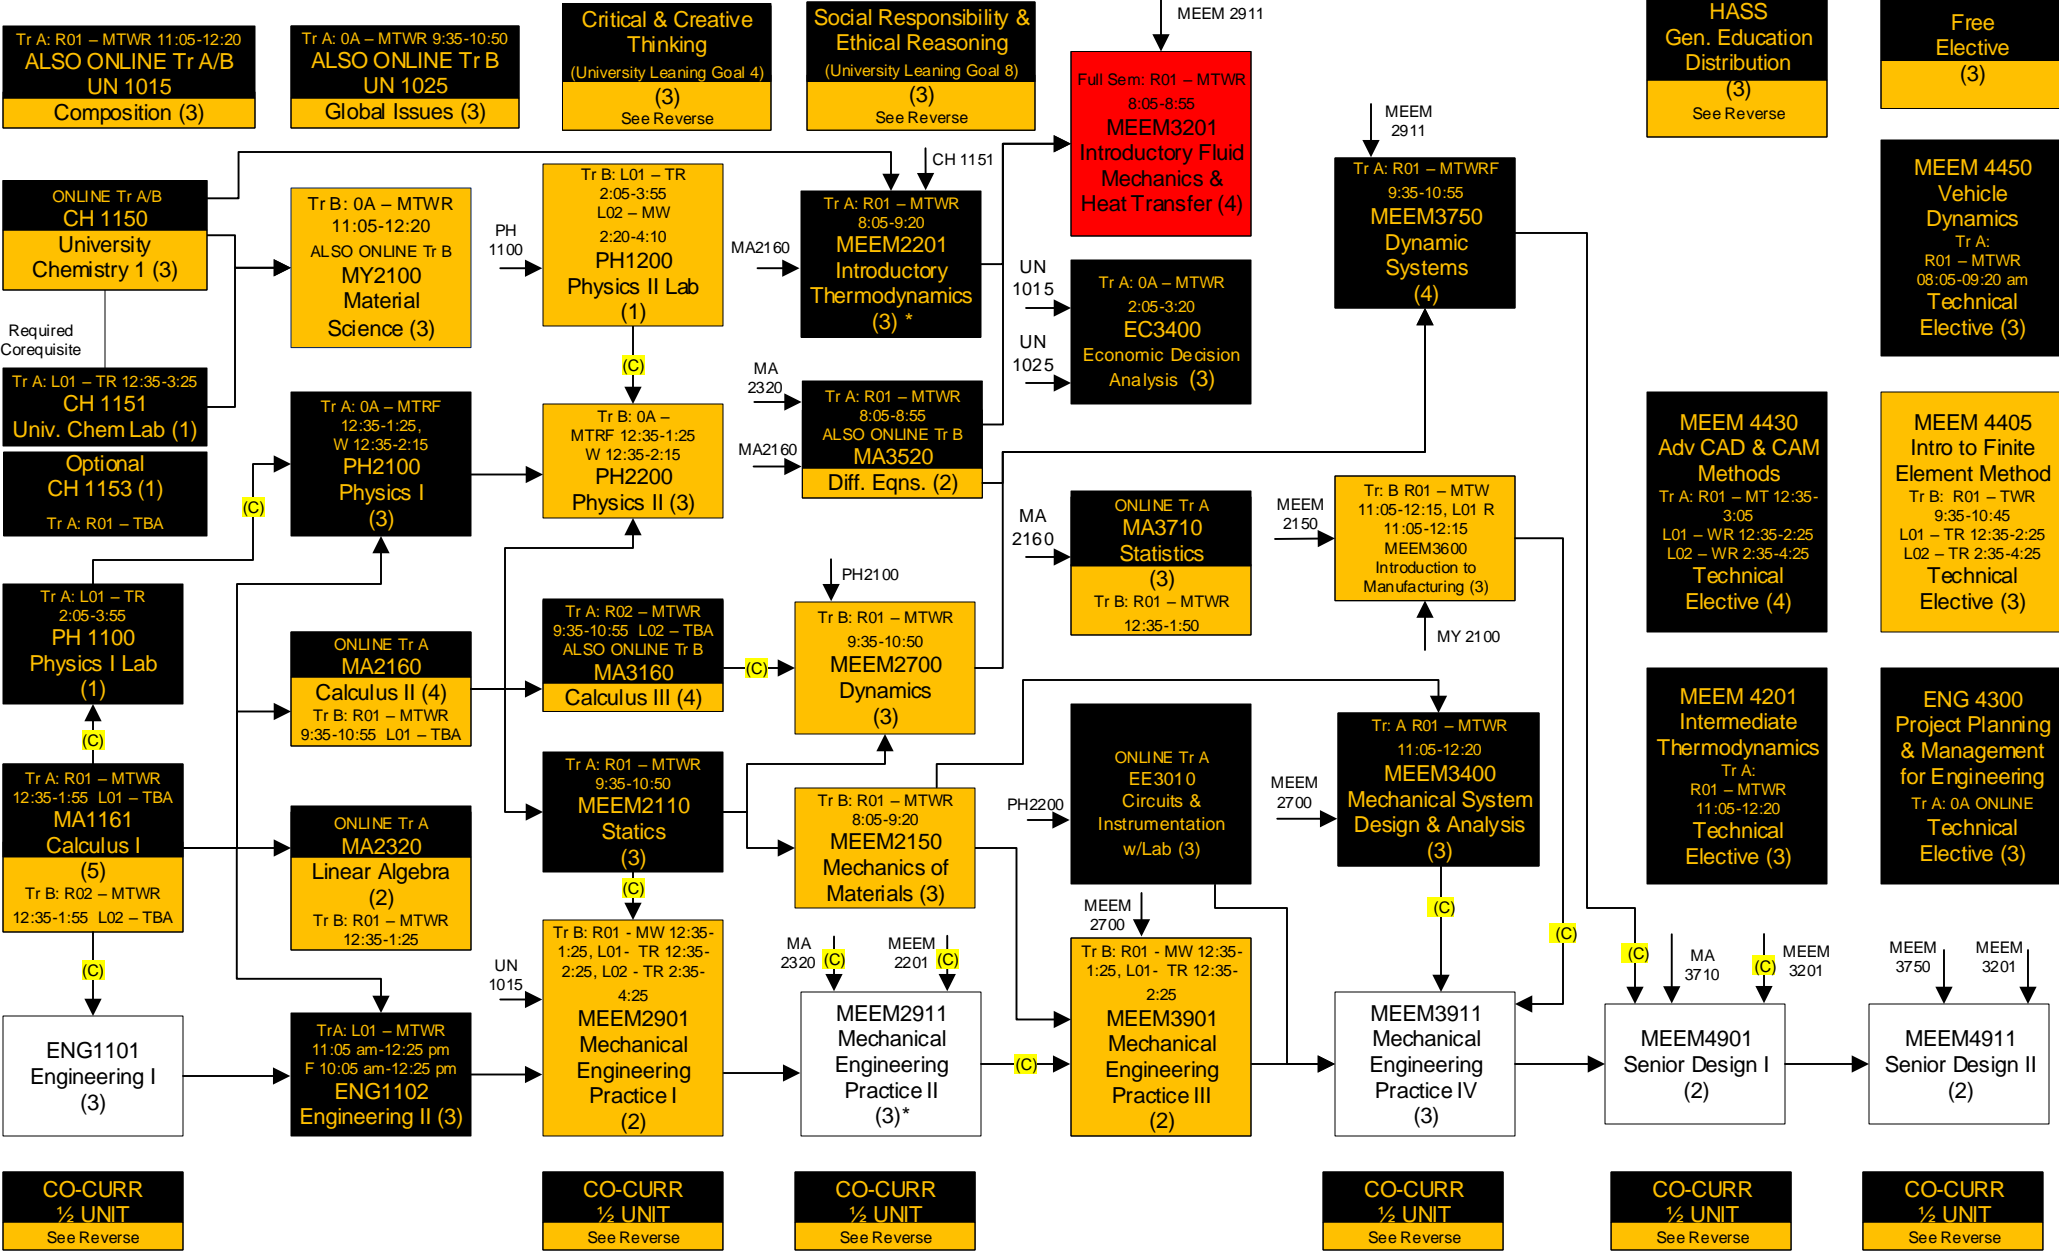 Tr A: R01 – MTWR 11:05-12:20
ALSO ONLINE Tr A/B
UN 1015
Composition (3)
Tr A: 0A – MTWR 9:35-10:50
ALSO ONLINE Tr B
UN 1025
Global Issues (3)
Critical & Creative
Thinking
(University Leaning Goal 4)
(3)
See Reverse
Social Responsibility &
Ethical Reasoning
(University Leaning Goal 8)
(3)
See Reverse
MEEM 2911
Full Sem: R01 – MTWR
8:05-8:55
MEEM3201
Introductory Fluid
Mechanics &
Heat Transfer (4)
HASS
Gen. Education
Distribution
(3)
See Reverse
Free
Elective
(3)
ONLINE Tr A/B
CH 1150
University
Chemistry 1 (3)
Required
Corequisite
Tr A: L01 – TR 12:35-3:25
CH 1151
Univ. Chem Lab (1)
Optional
CH 1153 (1)
Tr A: R01 – TBA
Tr B: 0A – MTWR
11:05-12:20
ALSO ONLINE Tr B
MY2100
Material
Science (3)
PH
1100
Tr B: L01 – TR
2:05-3:55
L02 – MW
2:20-4:10
PH1200
Physics II Lab
(1)
(C)
CH 1151
MA2160
Tr A: R01 – MTWR
8:05-9:20
MEEM2201
Introductory
Thermodynamics
(3) *
UN
1015
UN
1025
Tr A: 0A – MTWR
2:05-3:20
EC3400
Economic Decision
Analysis (3)
MEEM
2911
Tr A: R01 – MTWRF
9:35-10:55
MEEM3750
Dynamic
Systems
(4)
MEEM 4450
Vehicle
Dynamics
Tr A:
R01 – MTWR
08:05-09:20 am
Technical
Elective (3)
(C)
Tr A: 0A – MTRF
12:35-1:25,
W 12:35-2:15
PH2100
Physics I
(3)
Tr B: 0A –
MTRF 12:35-1:25
W 12:35-2:15
PH2200
Physics II (3)
MA
2320
MA2160
Tr A: R01 – MTWR
8:05-8:55
ALSO ONLINE Tr B
MA3520
Diff. Eqns. (2)
MA
2160
ONLINE Tr A
MA3710
Statistics
(3)
Tr B: R01 – MTWR
12:35-1:50
MEEM
2150
Tr: B R01 – MTW
11:05-12:15, L01 R
11:05-12:15
MEEM3600
Introduction to
Manufacturing (3)
MY 2100
MEEM 4430
Adv CAD & CAM
Methods
Tr A: R01 – MT 12:35-
3:05
L01 – WR 12:35-2:25
L02 – WR 2:35-4:25
Technical
Elective (4)
MEEM 4405
Intro to Finite
Element Method
Tr B: R01 – TWR
9:35-10:45
L01 – TR 12:35-2:25
L02 – TR 2:35-4:25
Technical
Elective (3)
Tr A: L01 – TR
2:05-3:55
PH 1100
Physics I Lab
(1)
(C)
ONLINE Tr A
MA2160
Calculus II (4)
Tr B: R01 – MTWR
9:35-10:55 L01 – TBA
Tr A: R02 – MTWR
9:35-10:55 L02 – TBA
ALSO ONLINE Tr B
MA3160
Calculus III (4)
(C)
PH2100
Tr B: R01 – MTWR
9:35-10:50
MEEM2700
Dynamics
(3)
Tr A: R01 – MTWR
12:35-1:55 L01 – TBA
MA1161
Calculus I
(5)
Tr B: R02 – MTWR
12:35-1:55 L02 – TBA
(C)
ONLINE Tr A
MA2320
Linear Algebra
(2)
Tr B: R01 – MTWR
12:35-1:25
Tr A: R01 – MTWR
9:35-10:50
MEEM2110
Statics
(3)
(C)
Tr B: R01 – MTWR
8:05-9:20
MEEM2150
Mechanics of
Materials (3)
PH2200
ONLINE Tr A
EE3010
Circuits &
Instrumentation
w/Lab (3)
MEEM
2700
Tr: A R01 – MTWR
11:05-12:20
MEEM3400
Mechanical System
Design & Analysis
(3)
(C)
(C)
MEEM 4201
Intermediate
Thermodynamics
Tr A:
R01 – MTWR
11:05-12:20
Technical
Elective (3)
ENG 4300
Project Planning
& Management
for Engineering
Tr A: 0A ONLINE
Technical
Elective (3)
ENG1101
Engineering I
(3)
TrA: L01 – MTWR
11:05 am-12:25 pm
F 10:05 am-12:25 pm
ENG1102
Engineering II (3)
UN
1015
Tr B: R01 - MW 12:35-
1:25, L01- TR 12:35-
2:25, L02 - TR 2:35-
4:25
MEEM2901
Mechanical
Engineering
Practice I
(2)
MA
2320
(C)
MEEM
2201
(C)
MEEM2911
Mechanical
Engineering
Practice II
(3)*
(C)
MEEM
2700
Tr B: R01 - MW 12:35-
1:25, L01- TR 12:35-
2:25
MEEM3901
Mechanical
Engineering
Practice III
(2)
MEEM3911
Mechanical
Engineering
Practice IV
(3)
(C)
MA
3710
(C)
MEEM
3201
MEEM4901
Senior Design I
(2)
MEEM
3750
MEEM
3201
MEEM4911
Senior Design II
(2)
CO-CURR
½ UNIT
See Reverse
CO-CURR
½ UNIT
See Reverse
CO-CURR
½ UNIT
See Reverse
CO-CURR
½ UNIT
See Reverse
CO-CURR
½ UNIT
See Reverse
CO-CURR
½ UNIT
See Reverse